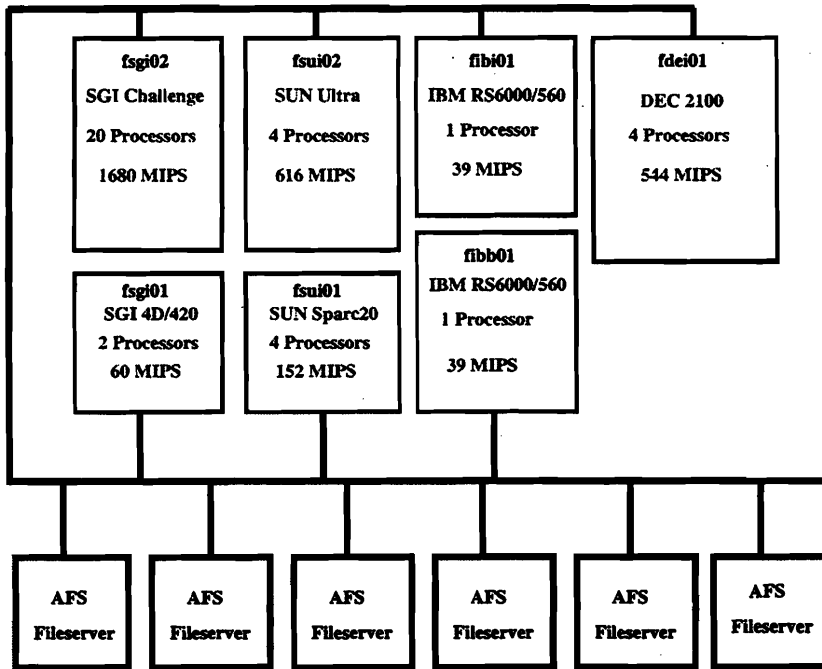 fsgi02
SGI Challenge
20 Processors
1680 MIPS
fsui02
SUN Ultra
4 Processors
616 MIPS
fibi01
IBM RS6000/560
1 Processor
39 MIPS
fdei01
DEC 2100
4 Processors
544 MIPS
fsgi01
SGI 4D/420
2 Processors
60 MIPS
fsui01
SUN Sparc20
4 Processors
152 MIPS
fibb01
IBM RS6000/560
1 Processor
39 MIPS
AFS
Fileserver
AFS
Fileserver
AFS
Fileserver
AFS
Fileserver
AFS
Fileserver
AFS
Fileserver